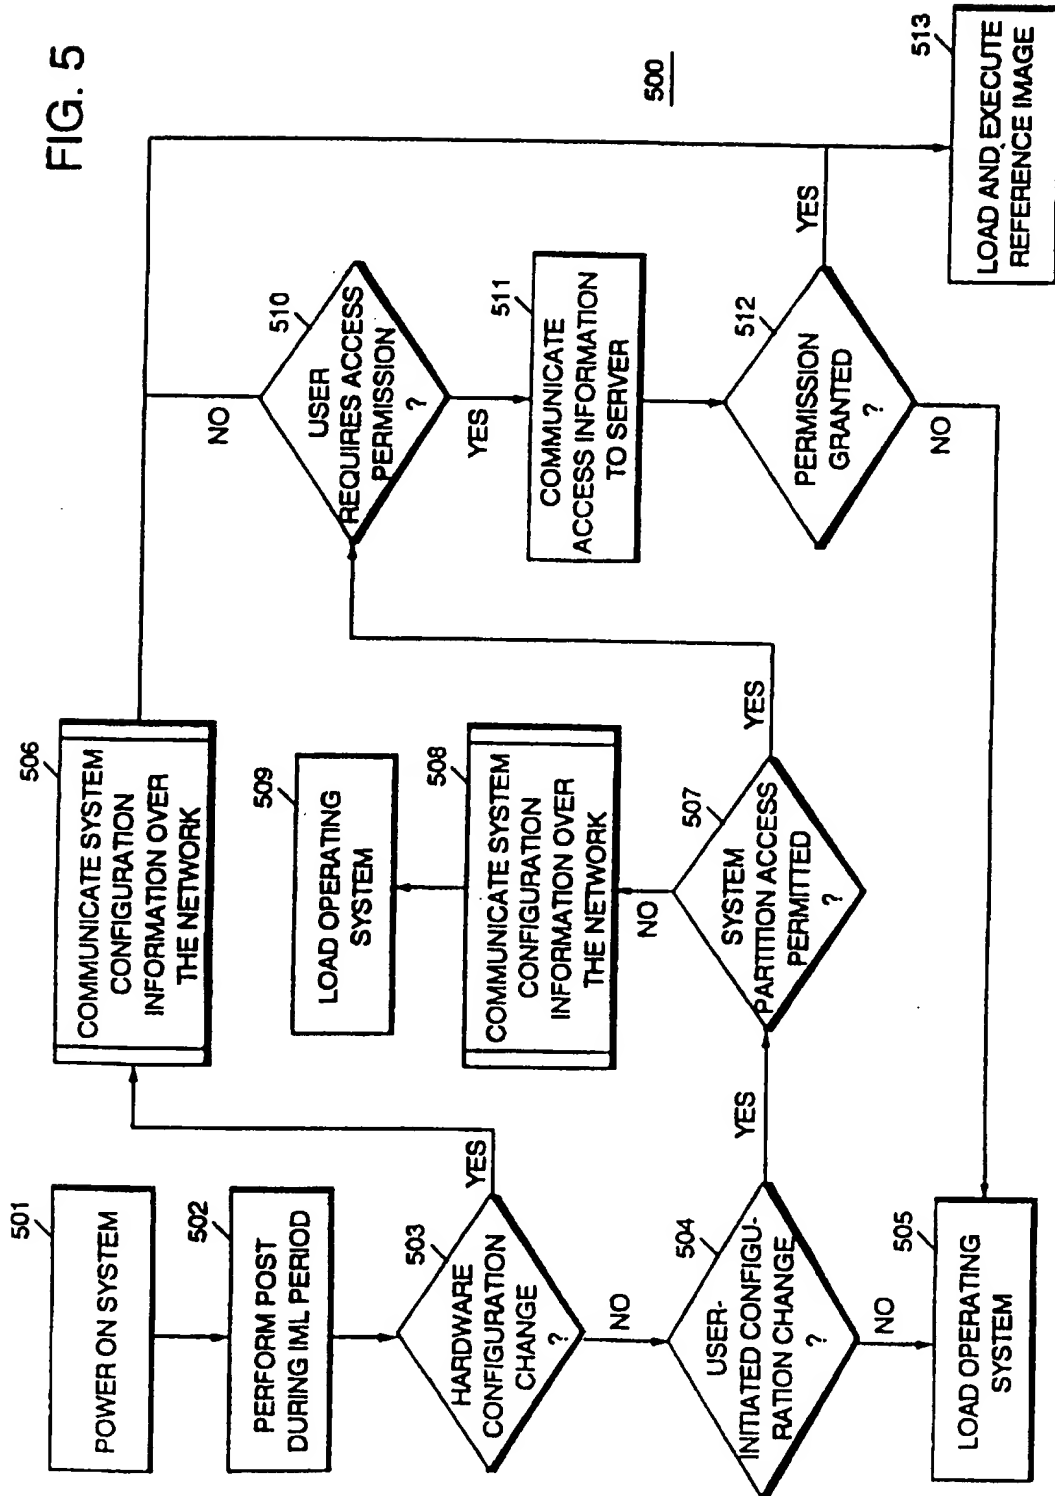 FIG. 5
500
501
POWER ON SYSTEM
502
PERFORM POST
DURING IML PERIOD
503
HARDWARE
CONFIGURATION
CHANGE
?
YES
NO
504
USER-
INITIATED CONFIGU-
RATION CHANGE
?
YES
NO
505
LOAD OPERATING
SYSTEM
506
COMMUNICATE SYSTEM
CONFIGURATION
INFORMATION OVER
THE NETWORK
509
LOAD OPERATING
SYSTEM
508
COMMUNICATE SYSTEM
CONFIGURATION
INFORMATION OVER
THE NETWORK
NO
507
SYSTEM
PARTITION ACCESS
PERMITTED
?
YES
510
USER
REQUIRES ACCESS
PERMISSION
?
NO
YES
511
COMMUNICATE
ACCESS INFORMATION
TO SERVER
512
PERMISSION
GRANTED
?
YES
NO
513
LOAD AND EXECUTE
REFERENCE IMAGE